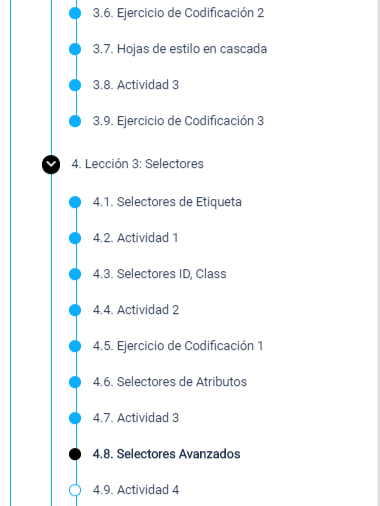 3.6. Ejercicio de Codificación 2
3.7. Hojas de estilo en cascada
3.8. Actividad 3
3.9. Ejercicio de Codificación 3
4. Lección 3: Selectores
4.1. Selectores de Etiqueta
4.2. Actividad 1
4.3. Selectores ID, Class
4.4. Actividad 2
4.5. Ejercicio de Codificación 1
4.6. Selectores de Atributos
4.7. Actividad 3
4.8. Selectores Avanzados
4.9. Actividad 4